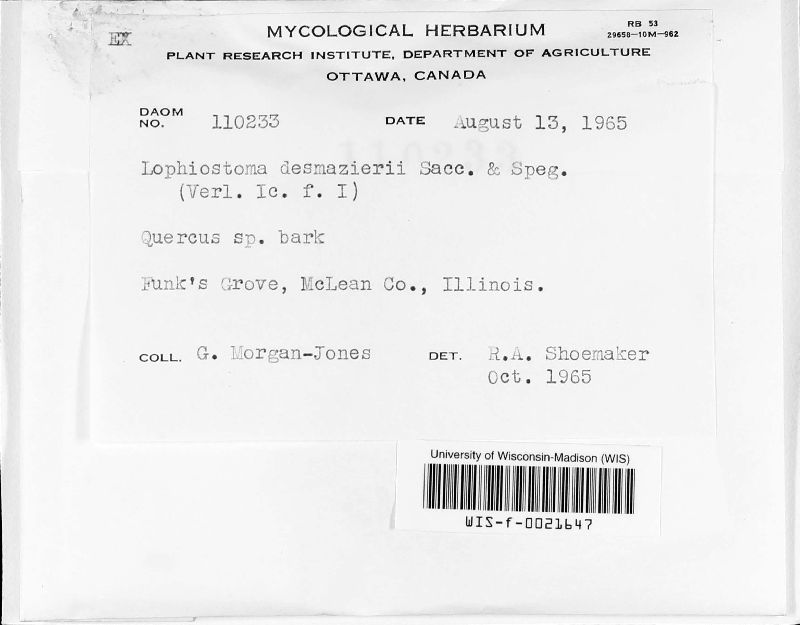 EX
MYCOLOGICAL HERBARIUM
RB 53
29658—10M—962
PLANT RESEARCH INSTITUTE, DEPARTMENT OF AGRICULTURE
OTTAWA, CANADA
DAOM NO. 110233 DATE August 13, 1965
Lophiostoma desmazierii Sacc. & Speg.
(Verl. Ic. f. I)
Quercus sp. bark
Funk's Grove, McLean Co., Illinois.
COLL. G. Morgan-Jones DET. R.A. Shoemaker
Oct. 1965
University of Wisconsin-Madison (WIS)
WIS-f-0021647